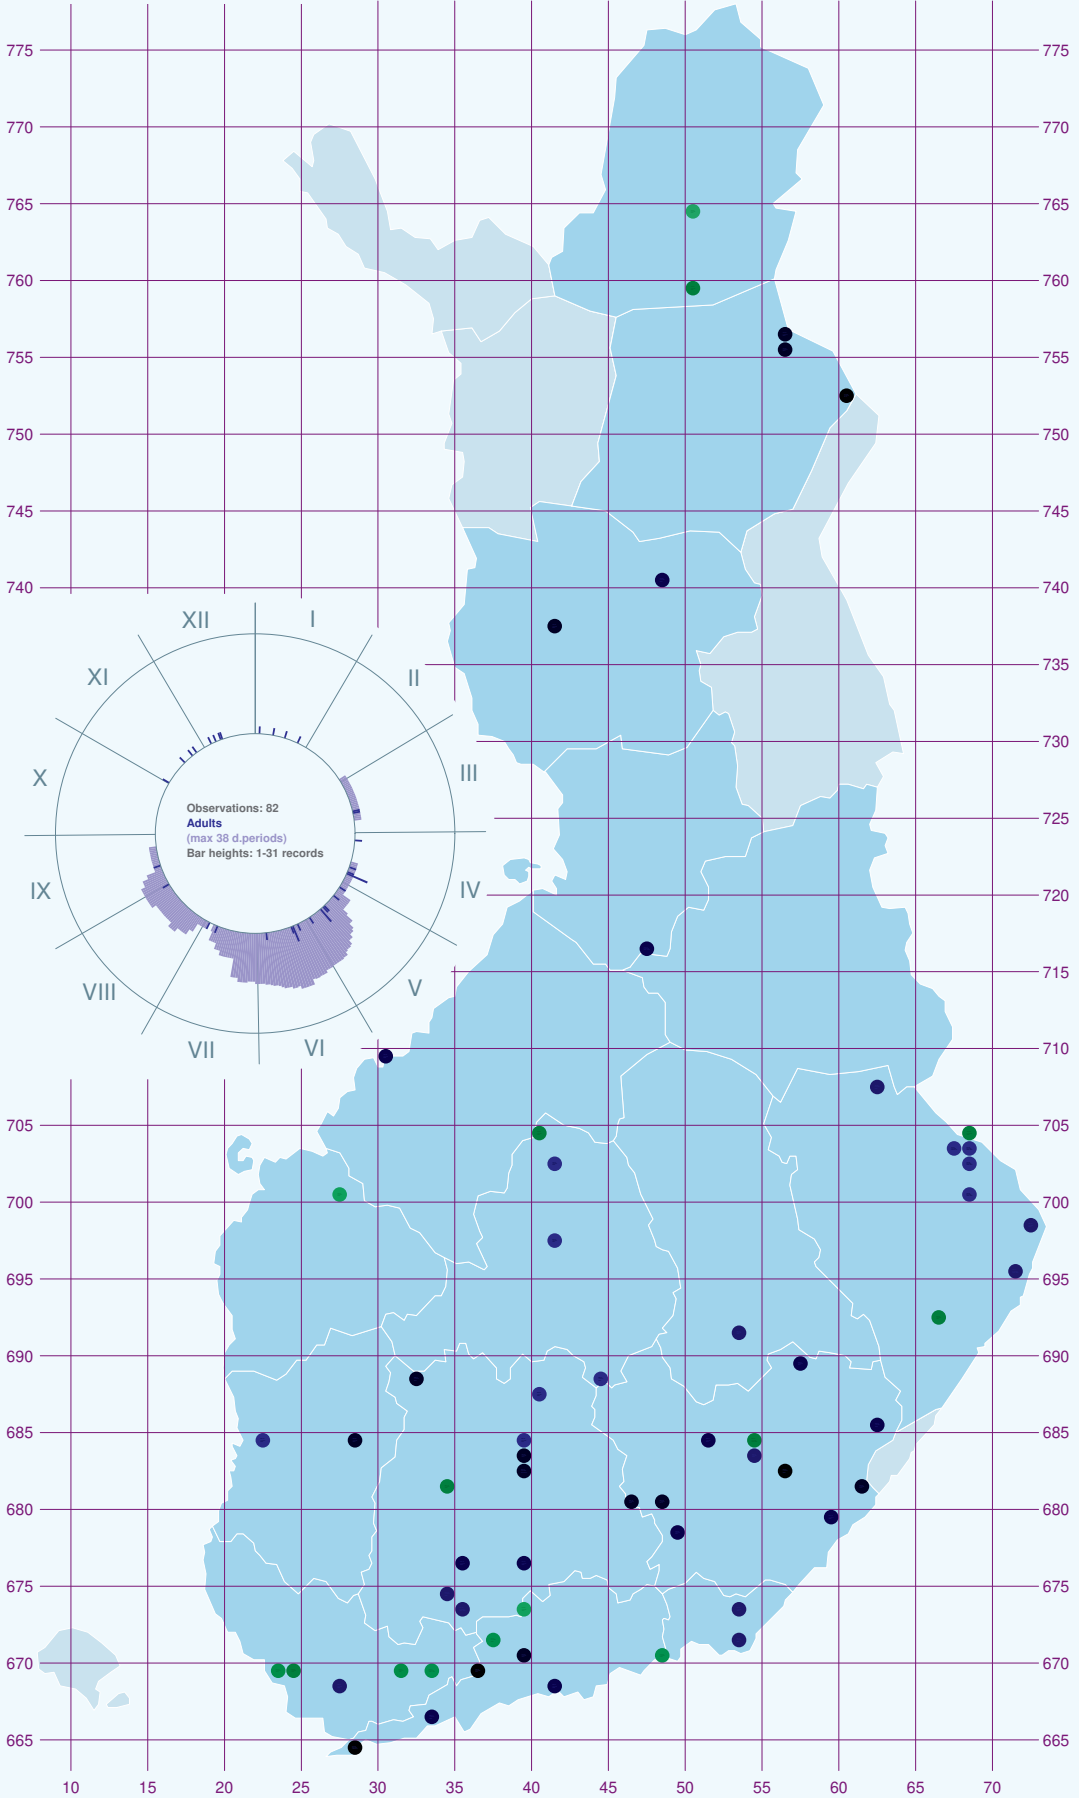 775 775
770 770
765 765
760 760
755 755
750 750
745 745
740 740
735 735
730 730
725 725
720 720
715 715
710 710
705 705
700 700
695 695
690 690
685 685
680 680
675 675
670 670
665 665
10 15 20 25 30 35 40 45 50 55 60 65 70
XII I
XI II
X III
IX IV
VIII V
VII VI
Observations: 82
Adults
(max 38 d.periods)
Bar heights: 1-31 records